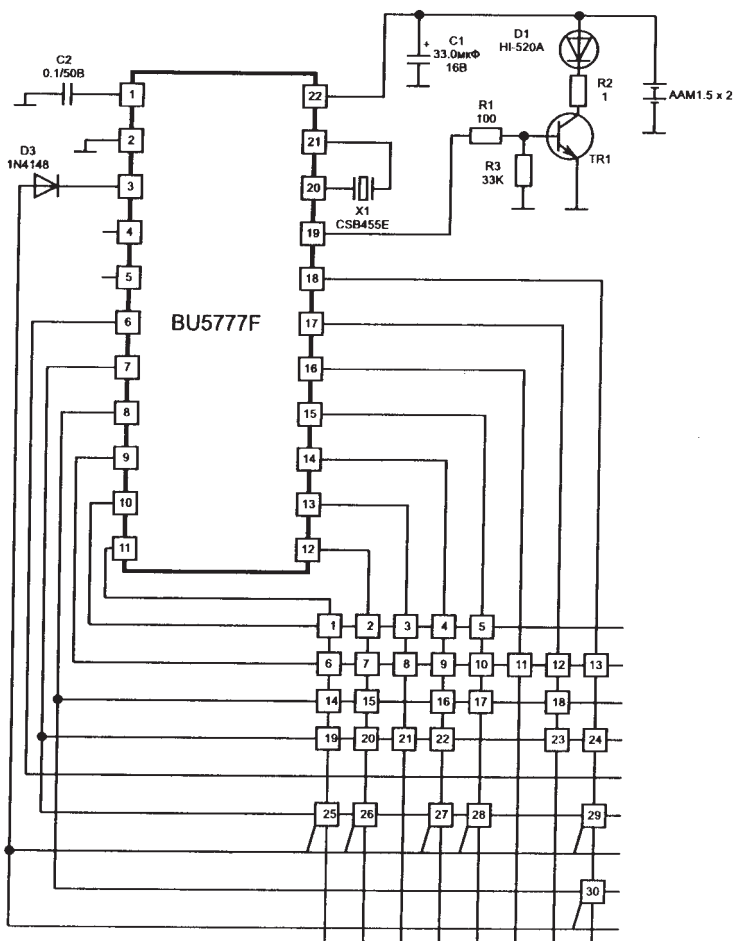 C2
0.1/50В
D3
1N4148
BU5777F
+
C1
33.0мкФ
16В
D1
HI-520A
R2
1
AAM1.5 x 2
R1
100
R3
33K
TR1
X1
CSB455E
1
2
3
4
5
6
7
8
9
10
11
22
21
20
19
18
17
16
15
14
13
12
1 2 3 4 5
6 7 8 9 10 11 12 13
14 15 16 17 18
19 20 21 22 23 24
25 26 27 28 29
30